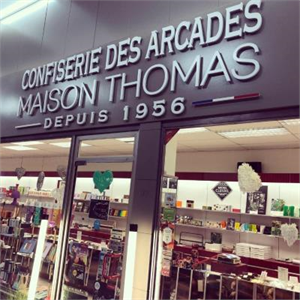 CONFISERIE DES ARCADES
MAISON THOMAS
DEPUIS 1956